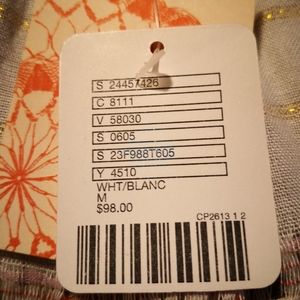 S 24457426
C 8111
V 58030
S 0605
S 23F988T605
Y 4510
WHT/BLANC
M
$98.00
CP2613 1 2